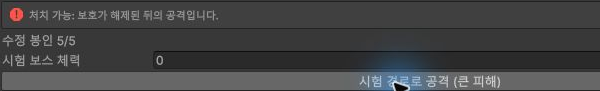 처치 가능: 보호가 해제된 뒤의 공격입니다.
수정 봉인 5/5
시험 보스 체력 0
시험 경로로 공격 (큰 피해)